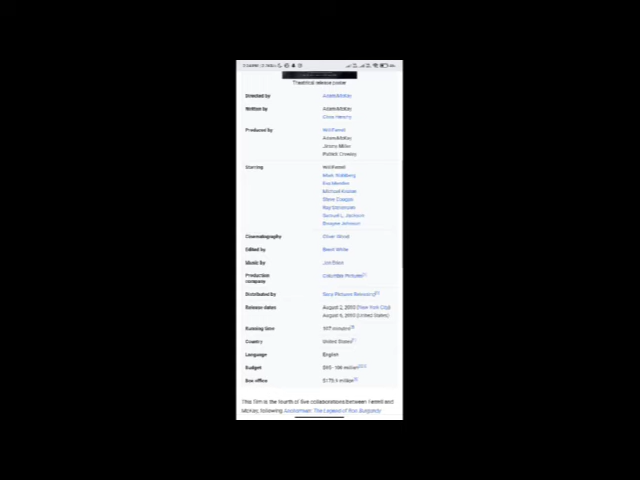 Theatrical release poster
Directed by Adam McKay
Written by Adam McKay
Chris Henchy
Produced by Will Ferrell
Adam McKay
Jimmy Miller
Patrick Crowley
Starring Will Ferrell
Mark Wahlberg
Eva Mendes
Michael Keaton
Steve Coogan
Ray Stevenson
Samuel L. Jackson
Dwayne Johnson
Cinematography Oliver Wood
Edited by Brent White
Music by Jon Brion
Production company Columbia Pictures
Distributed by Sony Pictures Releasing
Release dates August 2, 2010 (New York City)
August 6, 2010 (United States)
Running time 107 minutes
Country United States
Language English
Budget
Box office
This film is the fourth of five collaborations between Ferrell and
McKay, following Anchorman: The Legend of Ron Burgundy